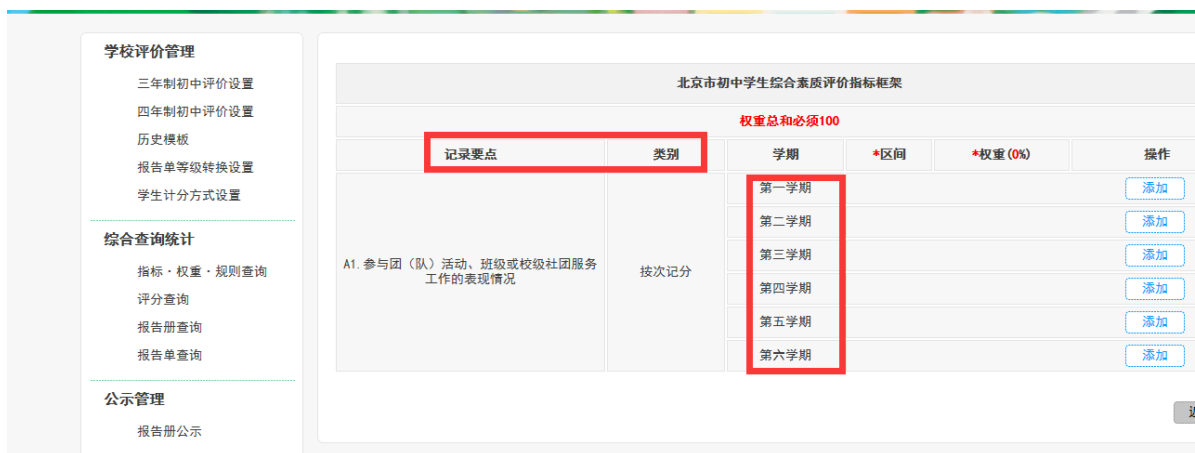 学校评价管理
三年制初中评价设置
四年制初中评价设置
历史模板
报告单等级转换设置
学生计分方式设置
综合查询统计
指标·权重·规则查询
评分查询
报告册查询
报告单查询
公示管理
报告册公示
北京市初中学生综合素质评价指标框架
权重总和必须100
记录要点 类别 学期 *区间 *权重(0%) 操作
A1.参与团（队）活动、班级或校级社团服务
工作的表现情况
按次记分
第一学期 添加
第二学期 添加
第三学期 添加
第四学期 添加
第五学期 添加
第六学期 添加